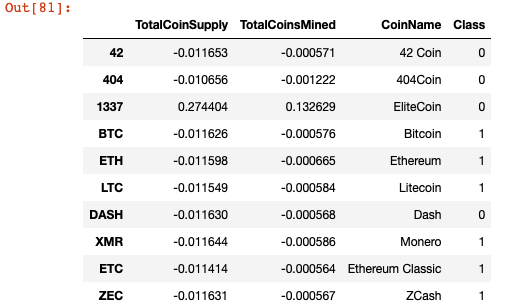 Out[81]:
TotalCoinSupply TotalCoinsMined CoinName Class
42 -0.011653 -0.000571 42 Coin 0
404 -0.010656 -0.001222 404Coin 0
1337 0.274404 0.132629 EliteCoin 0
BTC -0.011626 -0.000576 Bitcoin 1
ETH -0.011598 -0.000665 Ethereum 1
LTC -0.011549 -0.000584 Litecoin 1
DASH -0.011630 -0.000568 Dash 0
XMR -0.011644 -0.000586 Monero 1
ETC -0.011414 -0.000564 Ethereum Classic 1
ZEC -0.011631 -0.000567 ZCash 1